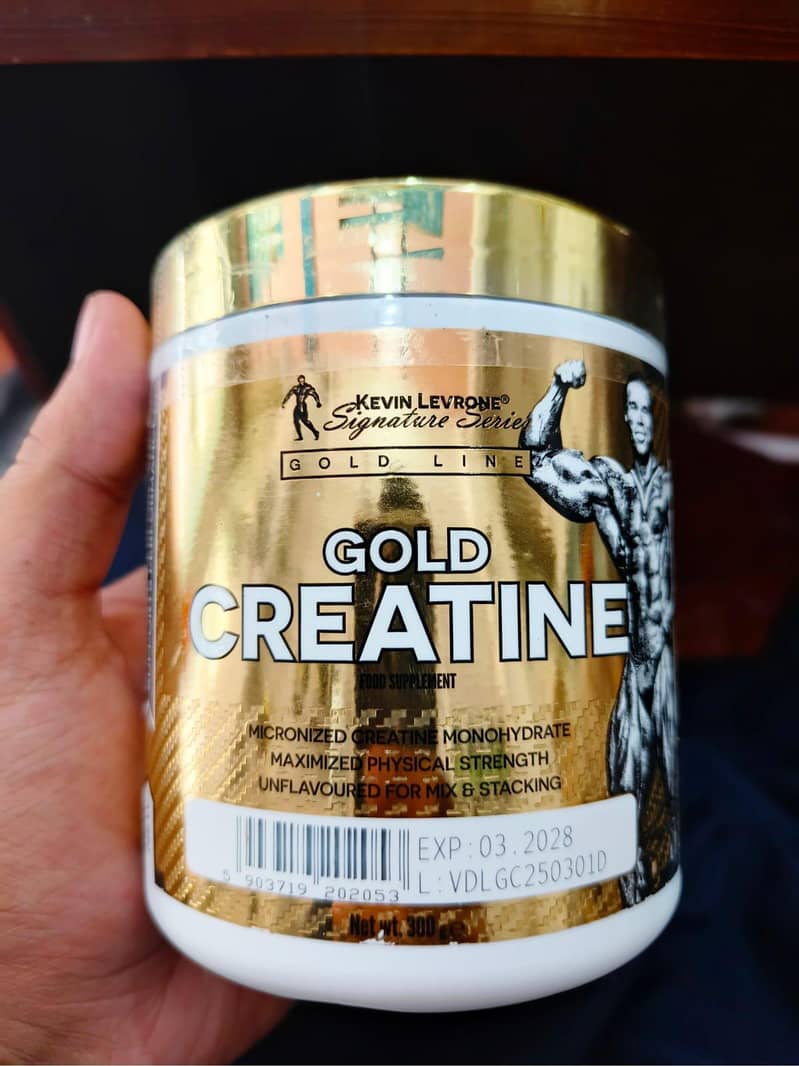 KEVIN LEVRONE®
Signature Series
GOLD LINE
GOLD
CREATINE
FOOD SUPPLEMENT
MICRONIZED CREATINE MONOHYDRATE
MAXIMIZED PHYSICAL STRENGTH
UNFLAVOURED FOR MIX & STACKING
EXP:03.2028
L:VDLGC250301D
5 903719 202053
Net wt. 300 g e